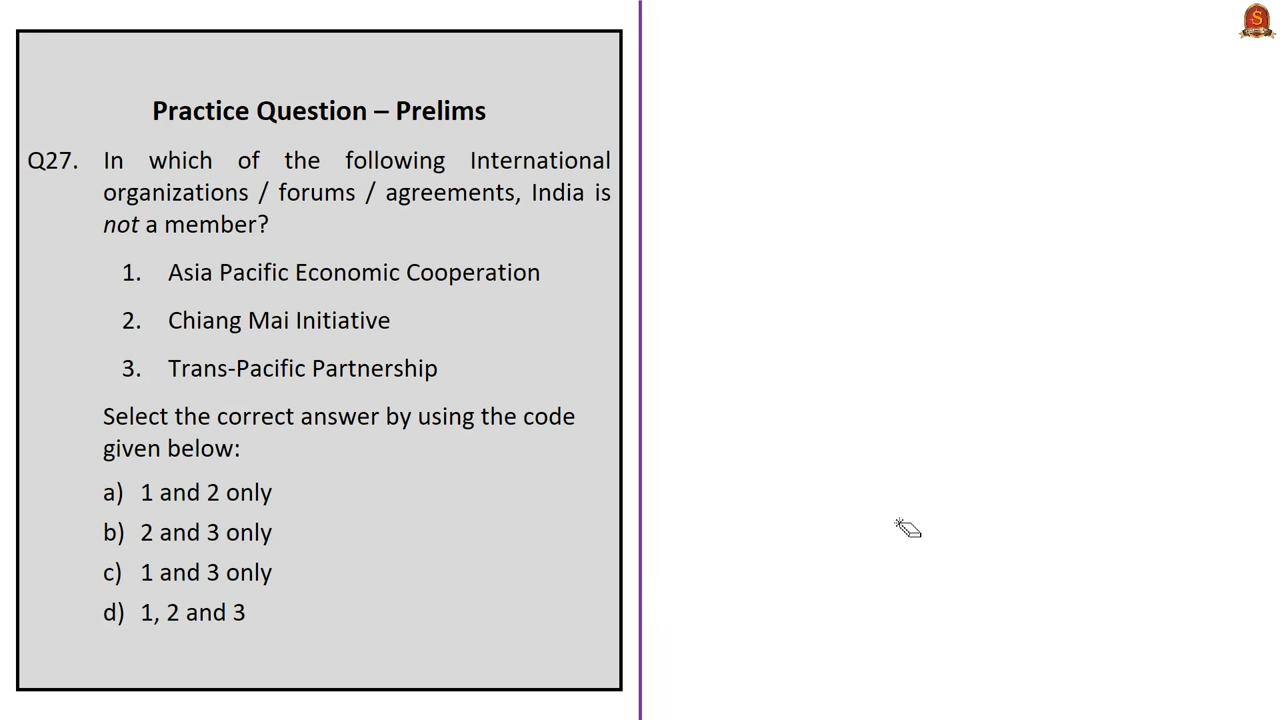 Practice Question – Prelims
Q27. In which of the following International
organizations / forums / agreements, India is
not a member?
1. Asia Pacific Economic Cooperation
2. Chiang Mai Initiative
3. Trans-Pacific Partnership
Select the correct answer by using the code
given below:
a) 1 and 2 only
b) 2 and 3 only
c) 1 and 3 only
d) 1, 2 and 3
S